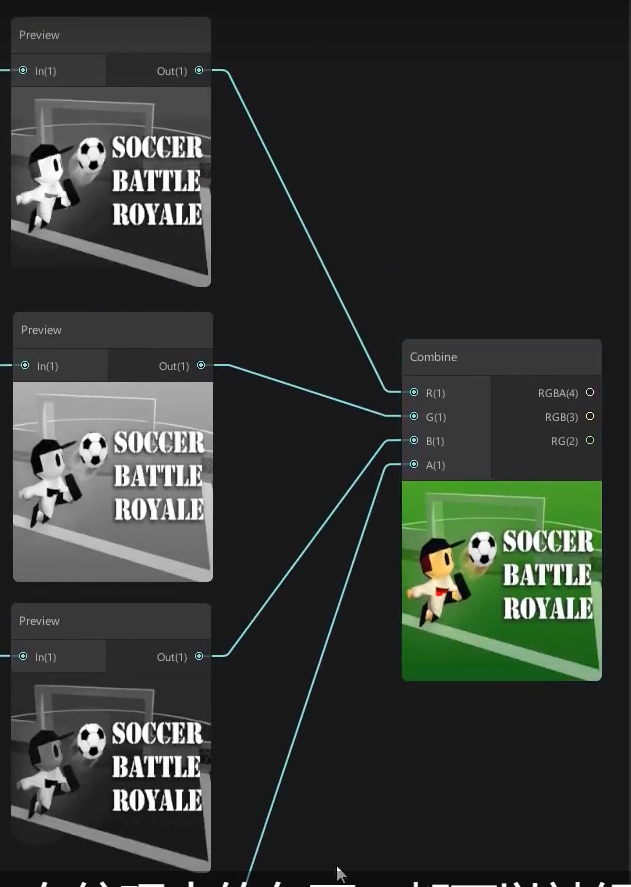 Preview
In(1)
Out(1)
SOCCER
BATTLE
ROYALE
Preview
In(1)
Out(1)
SOCCER
BATTLE
ROYALE
Combine
R(1)
RGBA(4)
G(1)
RGB(3)
B(1)
RG(2)
A(1)
SOCCER
BATTLE
ROYALE
Preview
In(1)
Out(1)
SOCCER
BATTLE
ROYALE